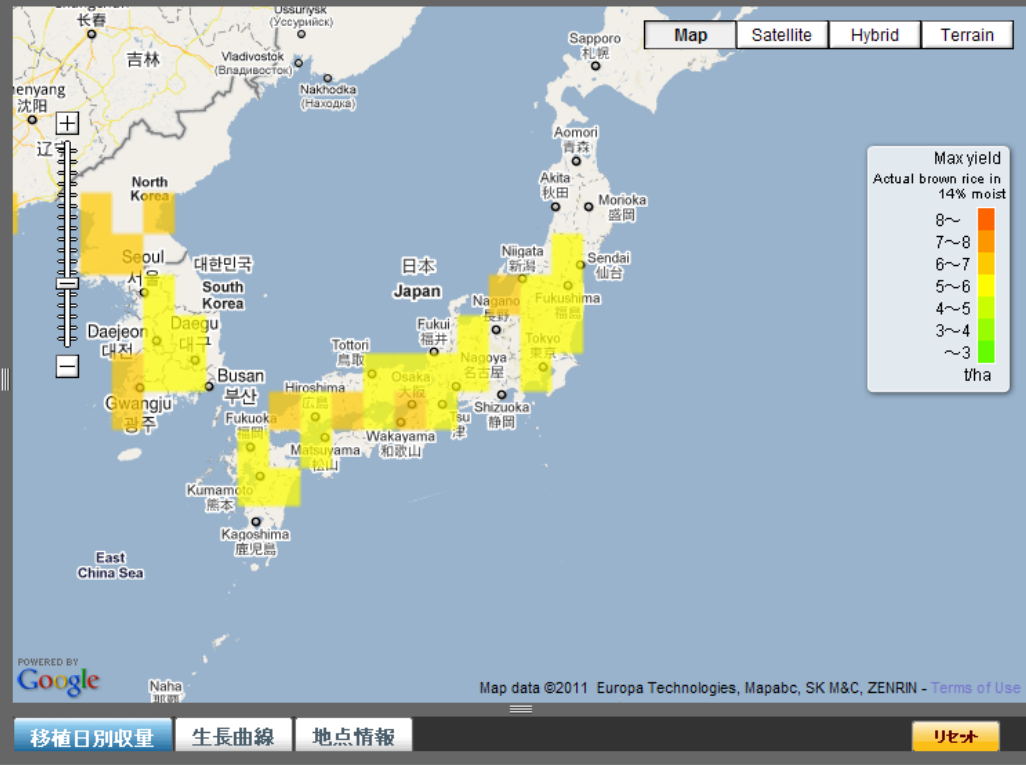 长春
吉林
enyang
沈阳
Ussuriysk
(Уссурийск)
Vladivostok
(Владивосток)
Nakhodka
(Находка)
Sapporo
札幌
Map
Satellite
Hybrid
Terrain
Aomori
青森
Akita
秋田
Morioka
盛岡
Max yield
Actual brown rice in
14% moist
8～
7～8
6～7
5～6
4～5
3～4
～3
t/ha
North
Korea
Seoul
서울
대한민국
South
Korea
日本
Japan
Niigata
新潟
Sendai
仙台
Nagano
長野
Fukushima
福島
Daejeon
대전
Daegu
대구
Fukui
福井
Tokyo
東京
Tottori
鳥取
Nagoya
名古屋
Busan
부산
Hiroshima
広島
Osaka
大阪
Gwangju
광주
Shizuoka
静岡
Fukuoka
福岡
Tsu
津
Wakayama
和歌山
Matsuyama
松山
Kumamoto
熊本
Kagoshima
鹿児島
East
China Sea
POWERED BY
Google
Naha
那覇
Map data ©2011 Europa Technologies, Mapabc, SK M&C, ZENRIN - Terms of Use
移植日別収量
生長曲線
地点情報
リセット